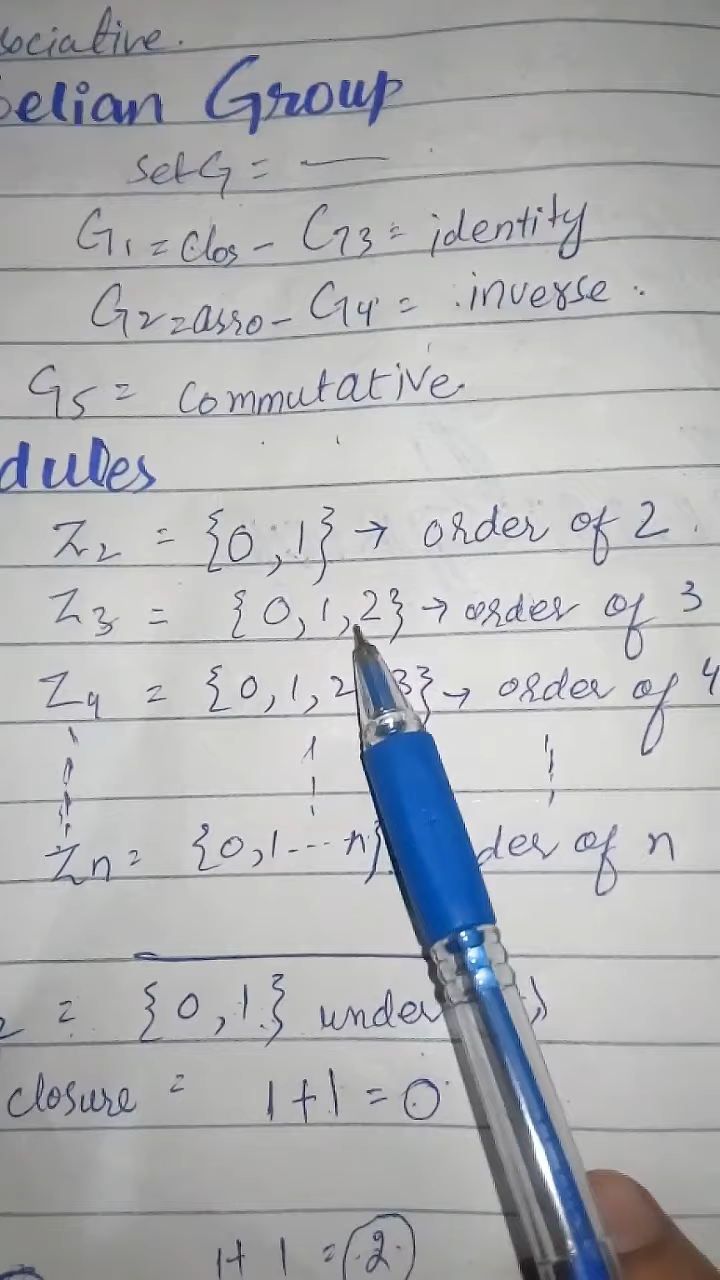 sociative.
belian Group
set G = —
G1 = clos - G3 = identity
G2 = asso - G4 = inverse.
G5 = commutative.
dules
Z2 = {0,1} → order of 2.
Z3 = {0,1,2} → order of 3
Z4 = {0,1,2 3} → order of 4
Zn = {0,1---n} der of n
2 = {0,1} under )
closure = 1+1=0
1+1=2.